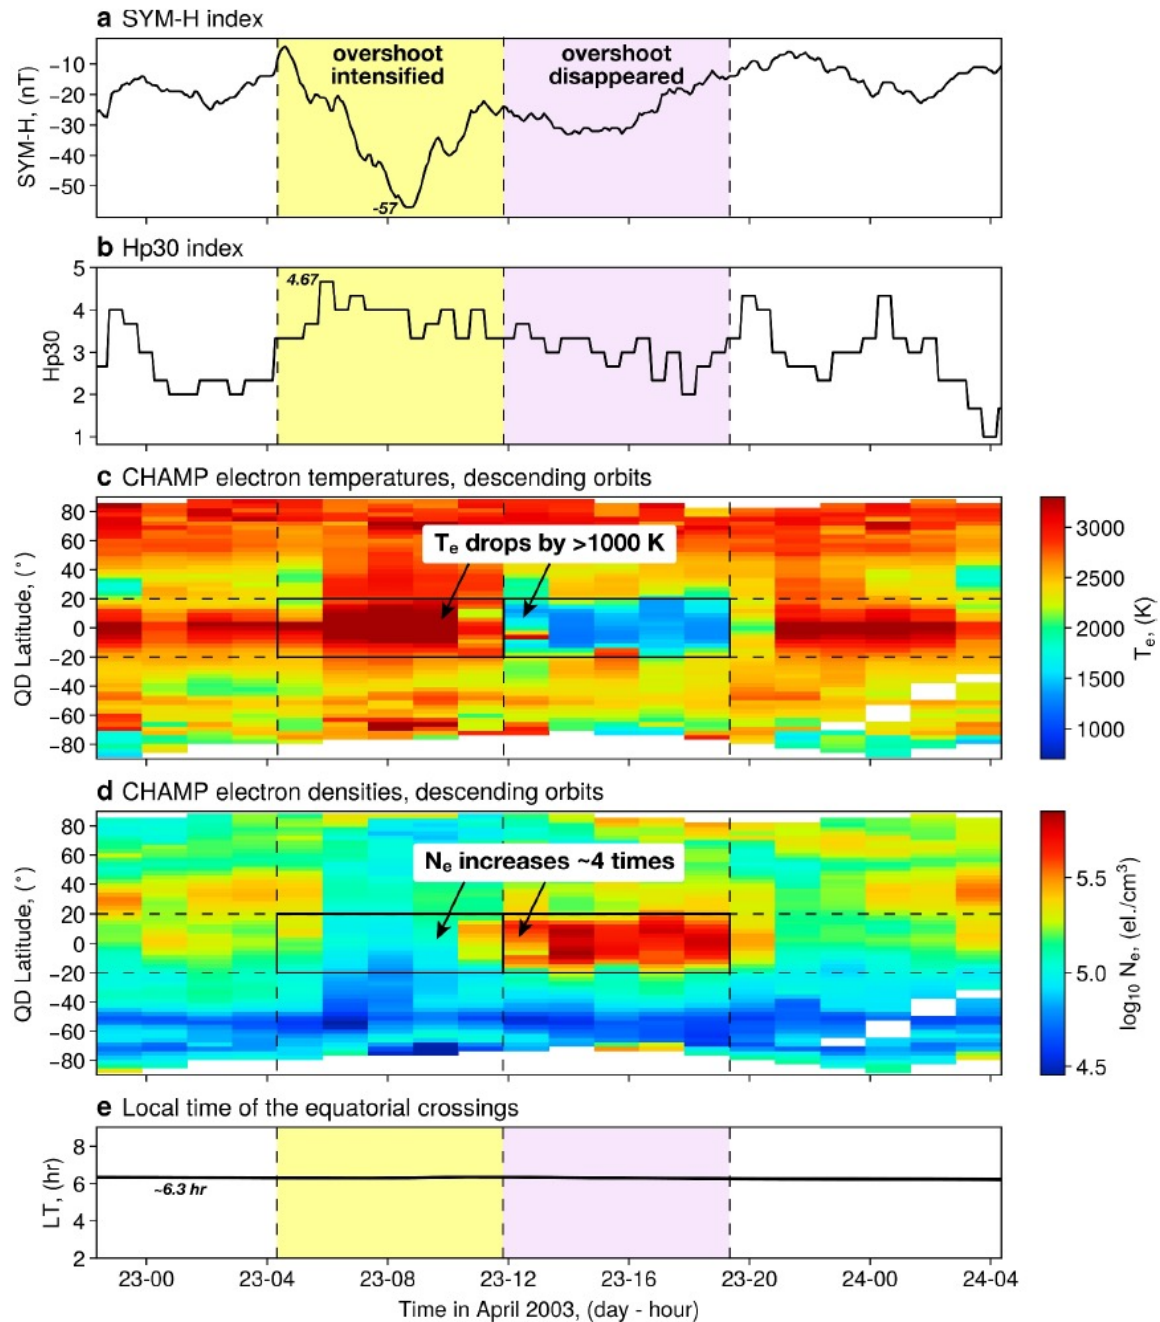 a SYM-H index
overshoot
intensified
overshoot
disappeared
SYM-H, (nT)
−10
−20
−30
−40
−50
-57
b Hp30 index
Hp30
5
4
3
2
1
4.67
c CHAMP electron temperatures, descending orbits
QD Latitude, (°)
80
60
40
20
0
−20
−40
−60
−80
Te drops by >1000 K
3000
2500
2000
1500
1000
Te, (K)
d CHAMP electron densities, descending orbits
QD Latitude, (°)
80
60
40
20
0
−20
−40
−60
−80
Ne increases ~4 times
5.5
5.0
4.5
log10 Ne, (el./cm3)
e Local time of the equatorial crossings
LT, (hr)
8
6
4
2
~6.3 hr
23-00 23-04 23-08 23-12 23-16 23-20 24-00 24-04
Time in April 2003, (day - hour)